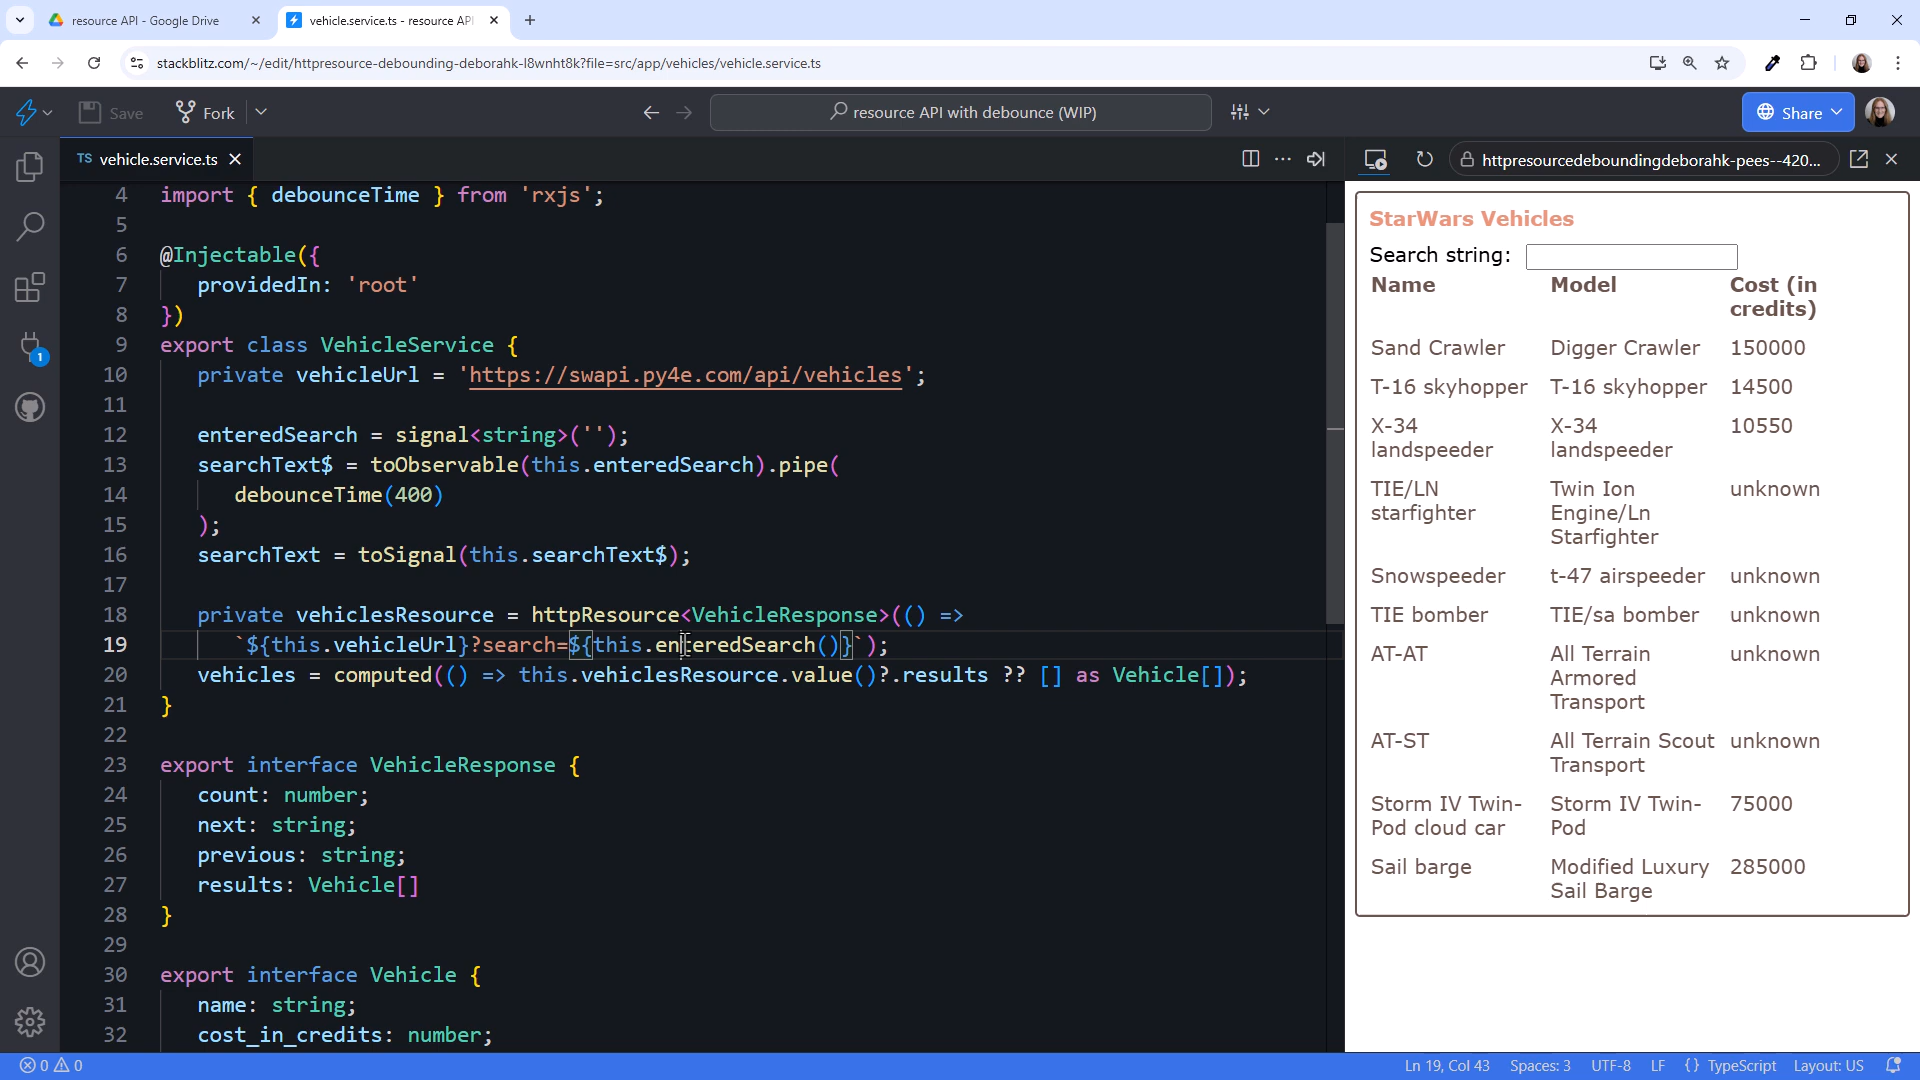 resource API - Google Drive
vehicle.service.ts - resource API
stackblitz.com/~/edit/httpresource-debounding-deborahk-l8wnht8k?file=src/app/vehicles/vehicle.service.ts
Save
Fork
resource API with debounce (WIP)
Share
TS vehicle.service.ts
httpresourcedeboundingdeborahk-pees--420...
1
4 import { debounceTime } from 'rxjs';
5
6 @Injectable({
7 providedIn: 'root'
8 })
9 export class VehicleService {
10 private vehicleUrl = 'https://swapi.py4e.com/api/vehicles';
11
12 enteredSearch = signal<string>('');
13 searchText$ = toObservable(this.enteredSearch).pipe(
14 debounceTime(400)
15 );
16 searchText = toSignal(this.searchText$);
17
18 private vehiclesResource = httpResource<VehicleResponse>(() =>
19 `${this.vehicleUrl}?search=${this.enteredSearch()}`);
20 vehicles = computed(() => this.vehiclesResource.value()?.results ?? [] as Vehicle[]);
21 }
22
23 export interface VehicleResponse {
24 count: number;
25 next: string;
26 previous: string;
27 results: Vehicle[]
28 }
29
30 export interface Vehicle {
31 name: string;
32 cost_in_credits: number;
StarWars Vehicles
Search string:
Name Model Cost (in
credits)
Sand Crawler Digger Crawler 150000
T-16 skyhopper T-16 skyhopper 14500
X-34 X-34 10550
landspeeder landspeeder
TIE/LN Twin Ion unknown
starfighter Engine/Ln
Starfighter
Snowspeeder t-47 airspeeder unknown
TIE bomber TIE/sa bomber unknown
AT-AT All Terrain unknown
Armored
Transport
AT-ST All Terrain Scout unknown
Transport
Storm IV Twin- Storm IV Twin- 75000
Pod cloud car Pod
Sail barge Modified Luxury 285000
Sail Barge
0 0
Ln 19, Col 43 Spaces: 3 UTF-8 LF {} TypeScript Layout: US